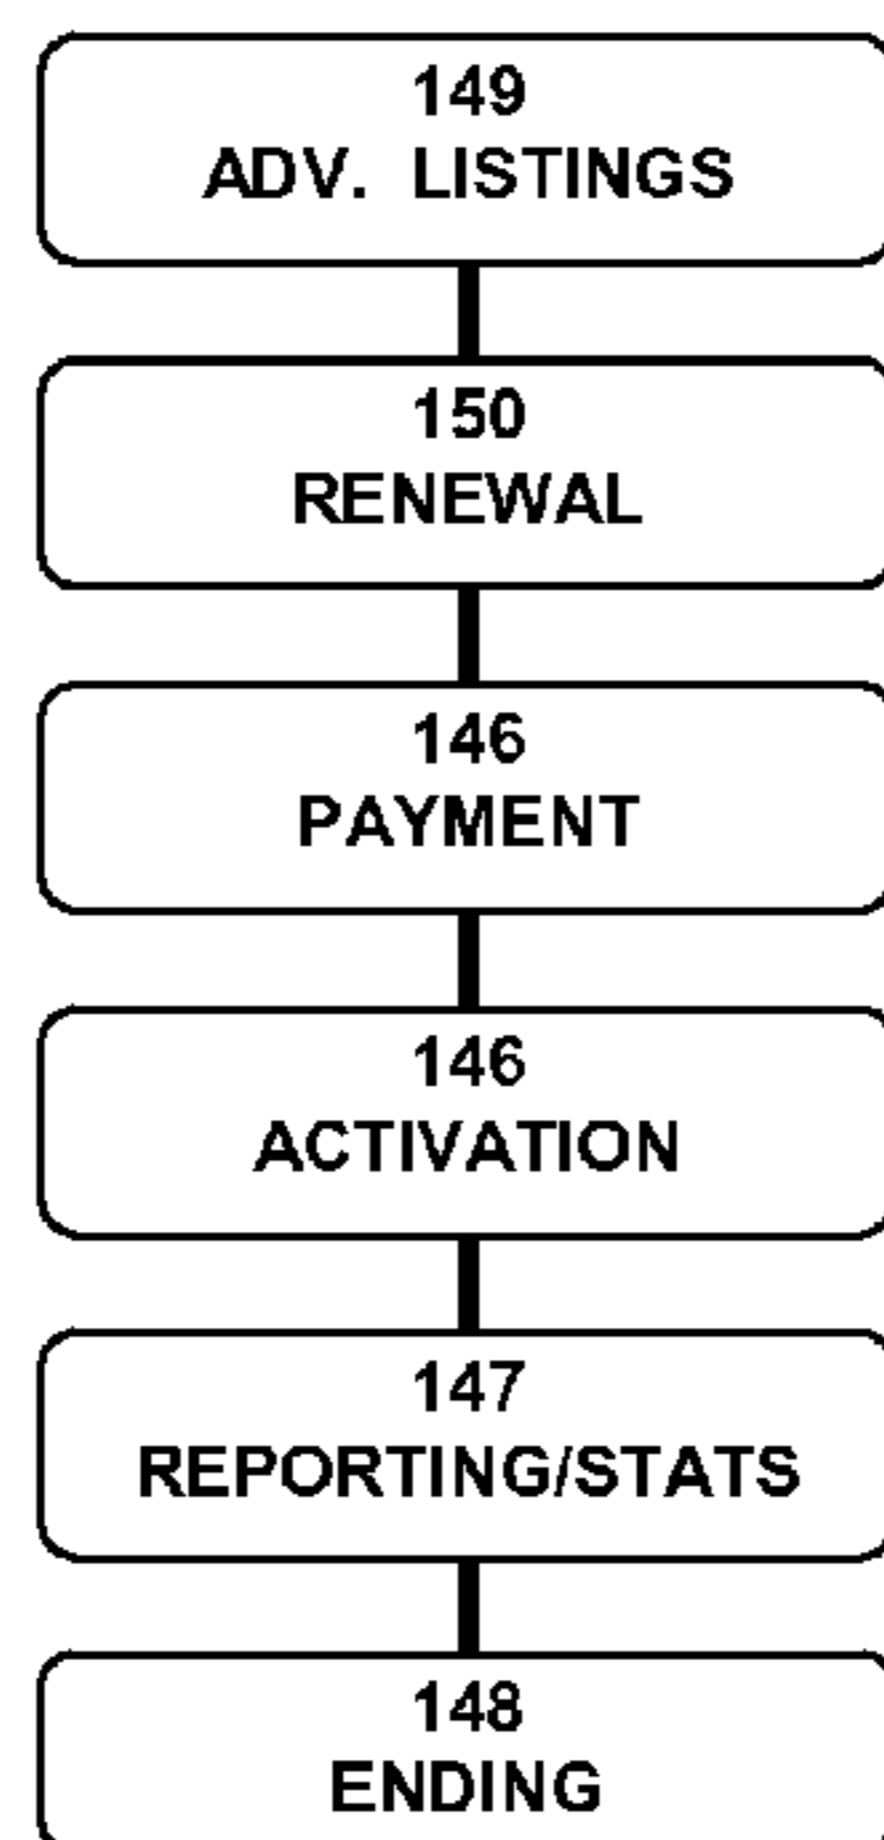 149
ADV. LISTINGS
150
RENEWAL
146
PAYMENT
146
ACTIVATION
147
REPORTING/STATS
148
ENDING